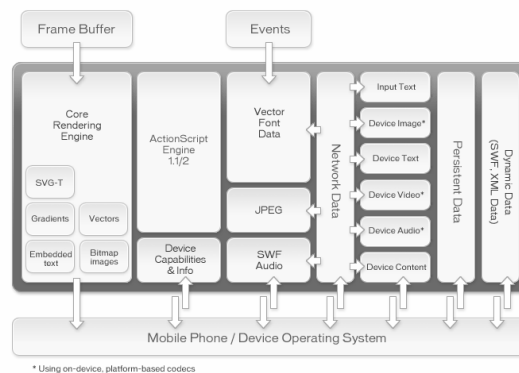 Frame Buffer
Events
Core
Rendering
Engine
SVG-T
Gradients
Vectors
Embedded
text
Bitmap
images
ActionScript
Engine
1.1/2
Device
Capabilities
& Info
Vector
Font
Data
JPEG
SWF
Audio
Network Data
Input Text
Device Image*
Device Text
Device Video*
Device Audio*
Device Content
Persistent Data
Dynamic Data
(SWF, XML Data)
Mobile Phone / Device Operating System
* Using on-device, platform-based codecs